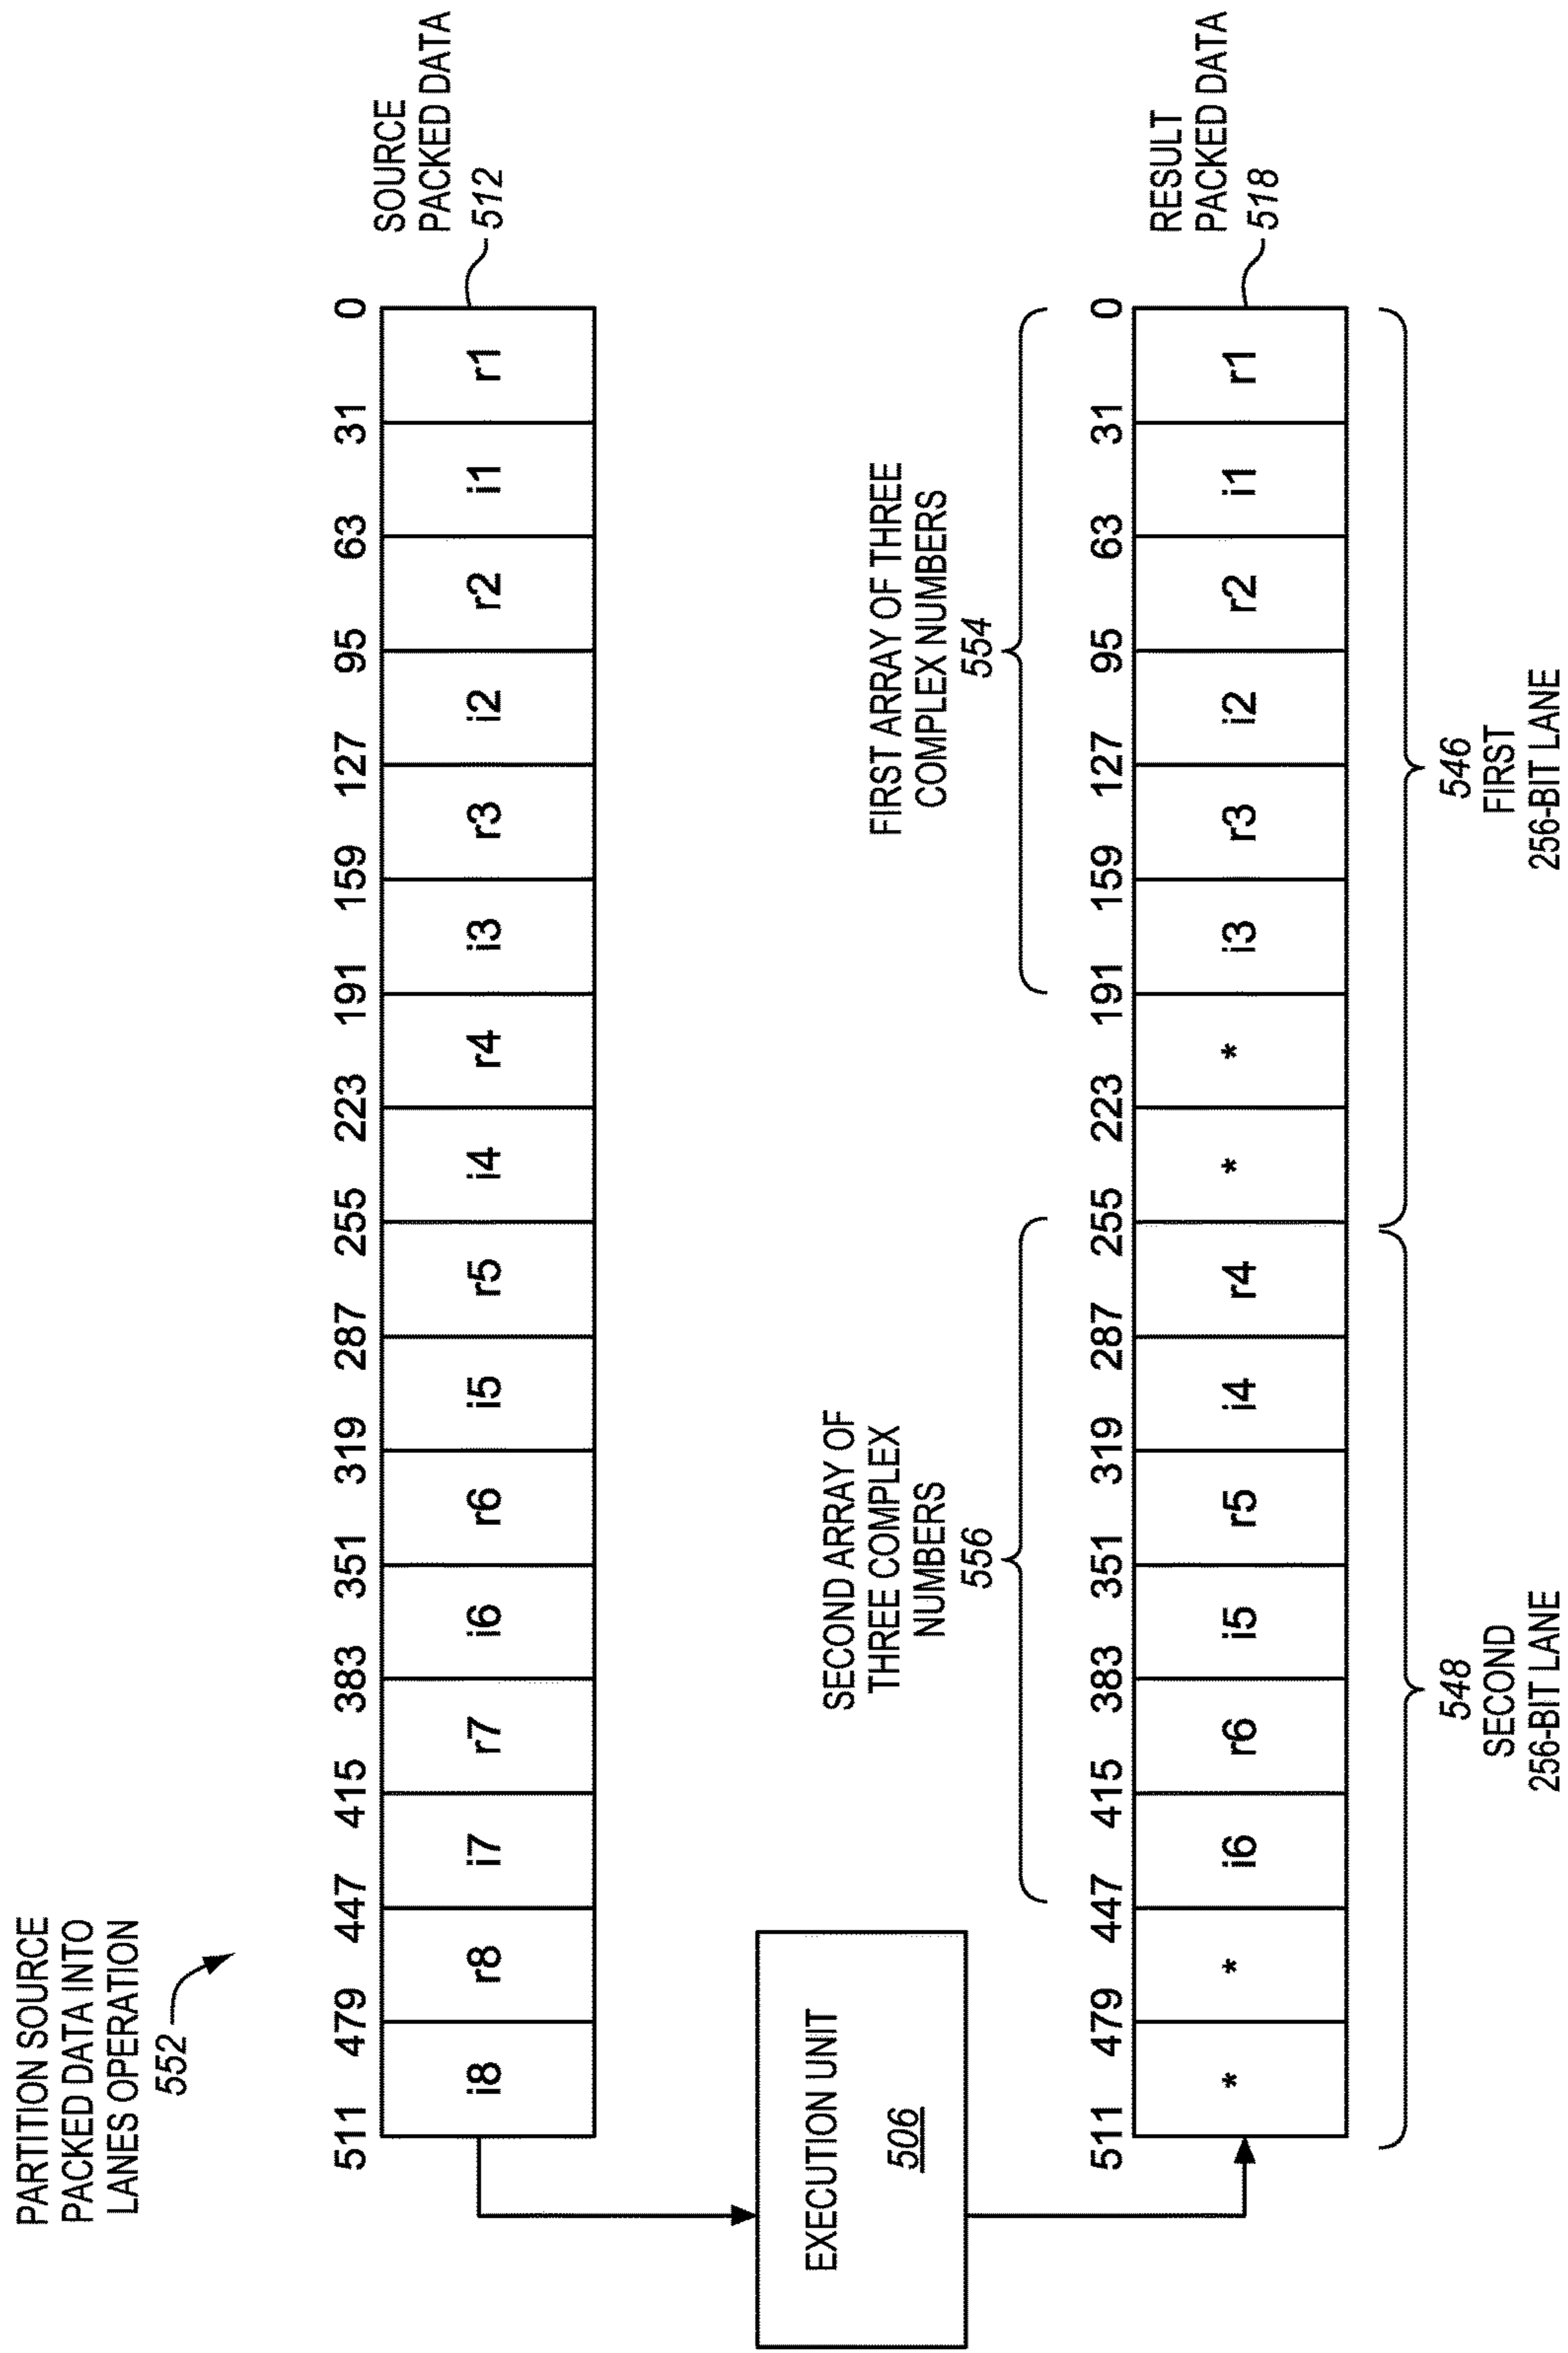 PARTITION SOURCE
PACKED DATA INTO
LANES OPERATION
552
SOURCE
PACKED DATA
512
511 479 447 415 383 351 319 287 255 223 191 159 127 95 63 31 0
i8 r8 i7 r7 i6 r6 i5 r5 i4 r4 i3 r3 i2 r2 i1 r1
EXECUTION UNIT
506
SECOND ARRAY OF
THREE COMPLEX
NUMBERS
556
FIRST ARRAY OF THREE
COMPLEX NUMBERS
554
RESULT
PACKED DATA
518
511 479 447 415 383 351 319 287 255 223 191 159 127 95 63 31 0
* * i6 r6 i5 r5 i4 r4 * * i3 r3 i2 r2 i1 r1
548
SECOND
256-BIT LANE
546
FIRST
256-BIT LANE